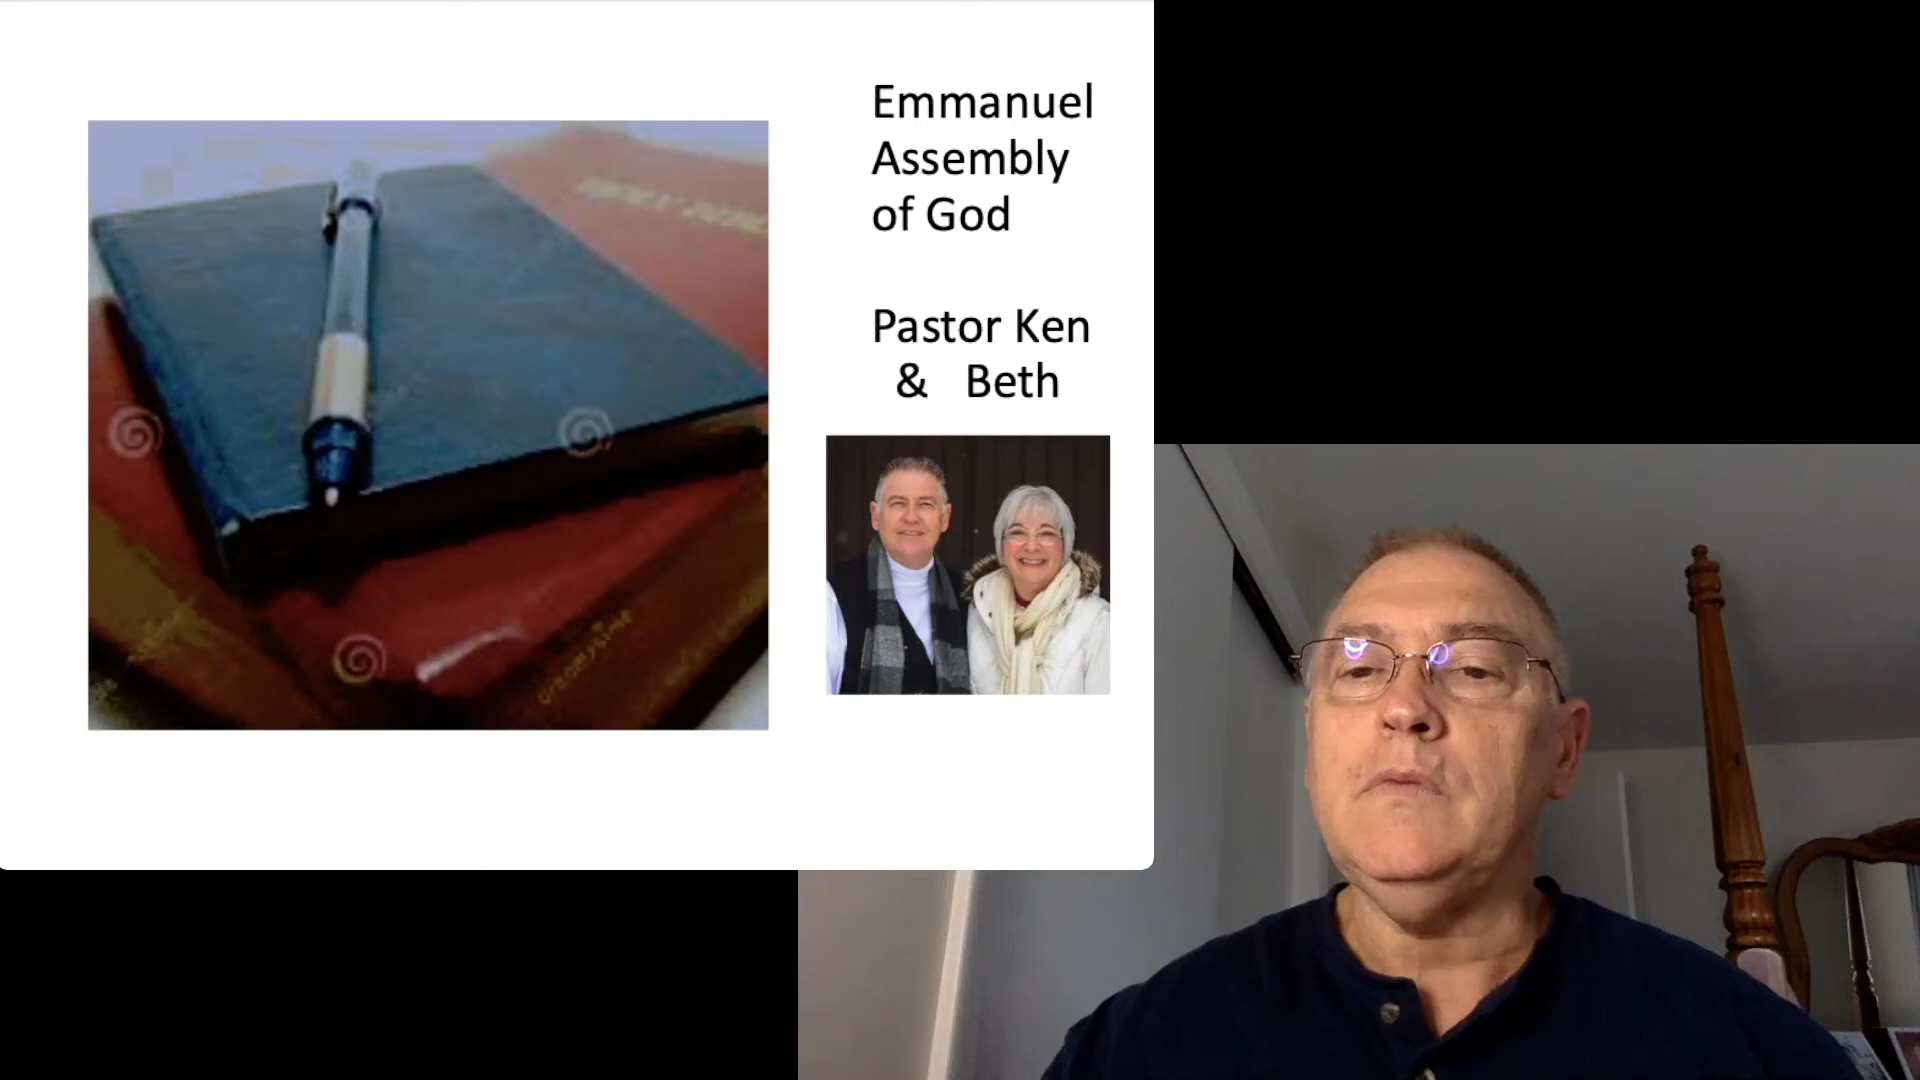 Emmanuel
Assembly
of God
Pastor Ken
& Beth